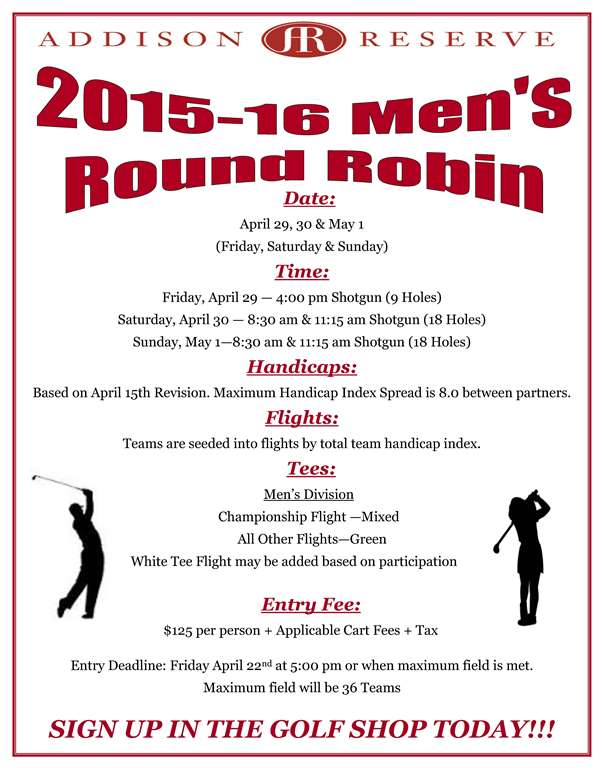 ADDISON AR RESERVE
2015-16 Men's
Round Robin
Date:
April 29, 30 & May 1
(Friday, Saturday & Sunday)
Time:
Friday, April 29 — 4:00 pm Shotgun (9 Holes)
Saturday, April 30 — 8:30 am & 11:15 am Shotgun (18 Holes)
Sunday, May 1—8:30 am & 11:15 am Shotgun (18 Holes)
Handicaps:
Based on April 15th Revision. Maximum Handicap Index Spread is 8.0 between partners.
Flights:
Teams are seeded into flights by total team handicap index.
Tees:
Men's Division
Championship Flight —Mixed
All Other Flights—Green
White Tee Flight may be added based on participation
Entry Fee:
$125 per person + Applicable Cart Fees + Tax
Entry Deadline: Friday April 22nd at 5:00 pm or when maximum field is met.
Maximum field will be 36 Teams
SIGN UP IN THE GOLF SHOP TODAY!!!